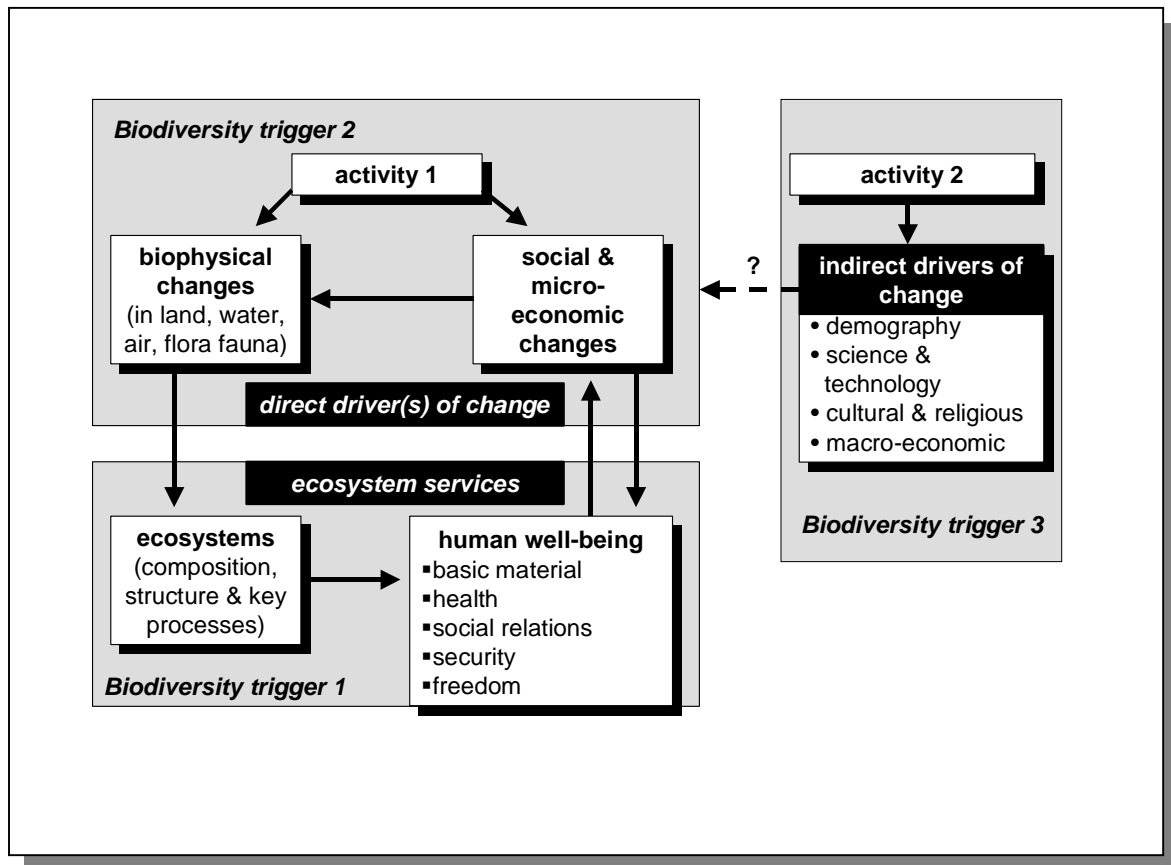 Biodiversity trigger 2
activity 1
biophysical
changes
(in land, water,
air, flora fauna)
social &
micro-
economic
changes
direct driver(s) of change
?
activity 2
indirect drivers of
change
• demography
• science &
technology
• cultural & religious
• macro-economic
Biodiversity trigger 3
ecosystem services
ecosystems
(composition,
structure & key
processes)
human well-being
▪basic material
▪health
▪social relations
▪security
▪freedom
Biodiversity trigger 1